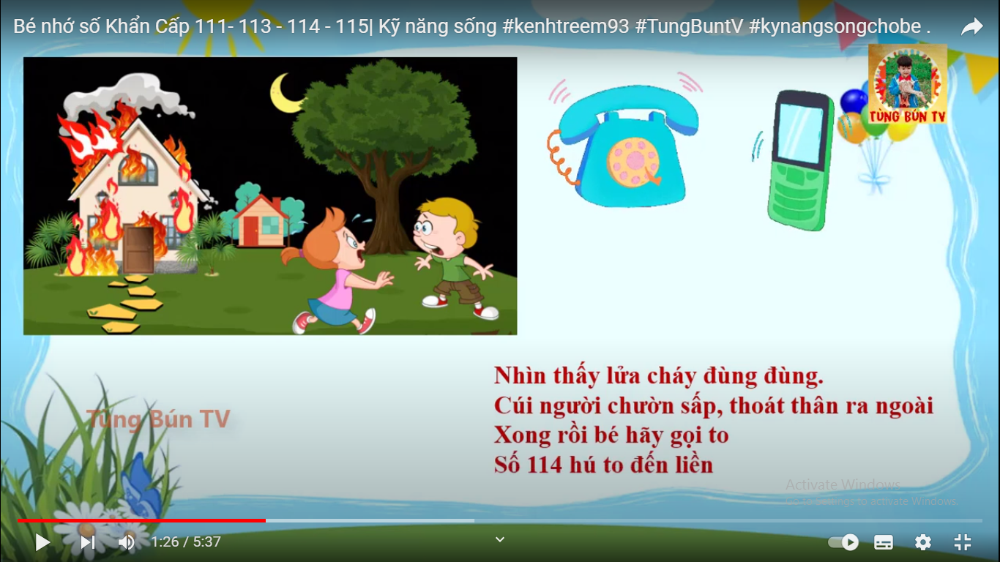 Bé nhớ số Khẩn Cấp 111- 113 - 114 - 115| Kỹ năng sống #kenhtreem93 #TungBuntV #kynangsongchobe .
TÙNG BÚN TV
Nhìn thấy lửa cháy đùng đùng.
Cúi người chườn sấp, thoát thân ra ngoài
Xong rồi bé hãy gọi to
Số 114 hú to đến liền
Tùng Bún TV
Activate Windows
Go to Settings to activate Windows.
1:26 / 5:37